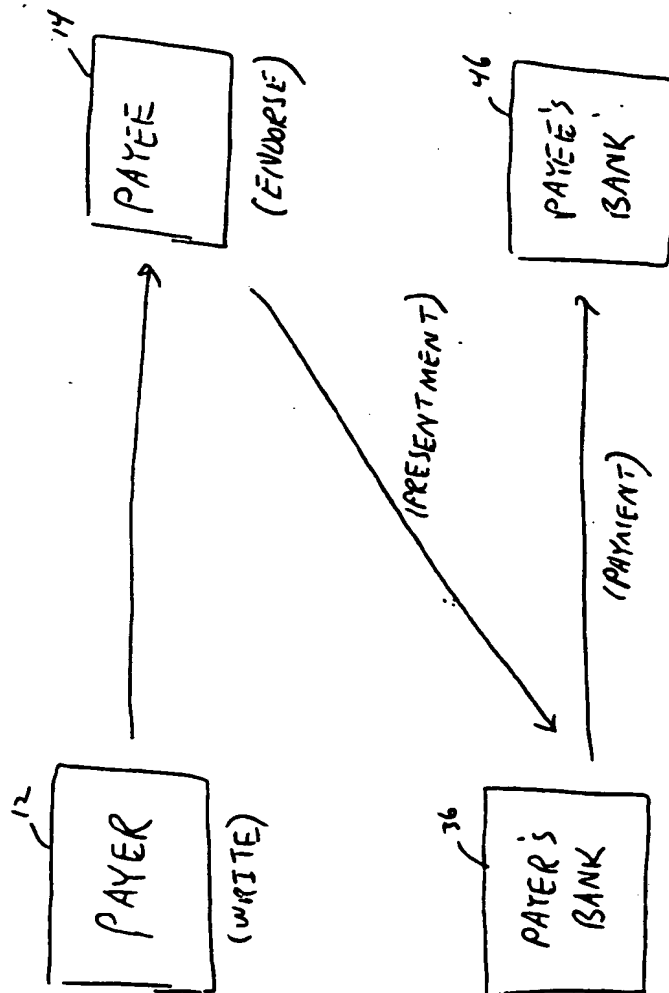 12
PAYER
(WRITE)
14
PAYEE
(ENDORSE)
(PRESENTMENT)
36
PAYER'S
BANK
(PAYMENT)
46
PAYEE'S
BANK